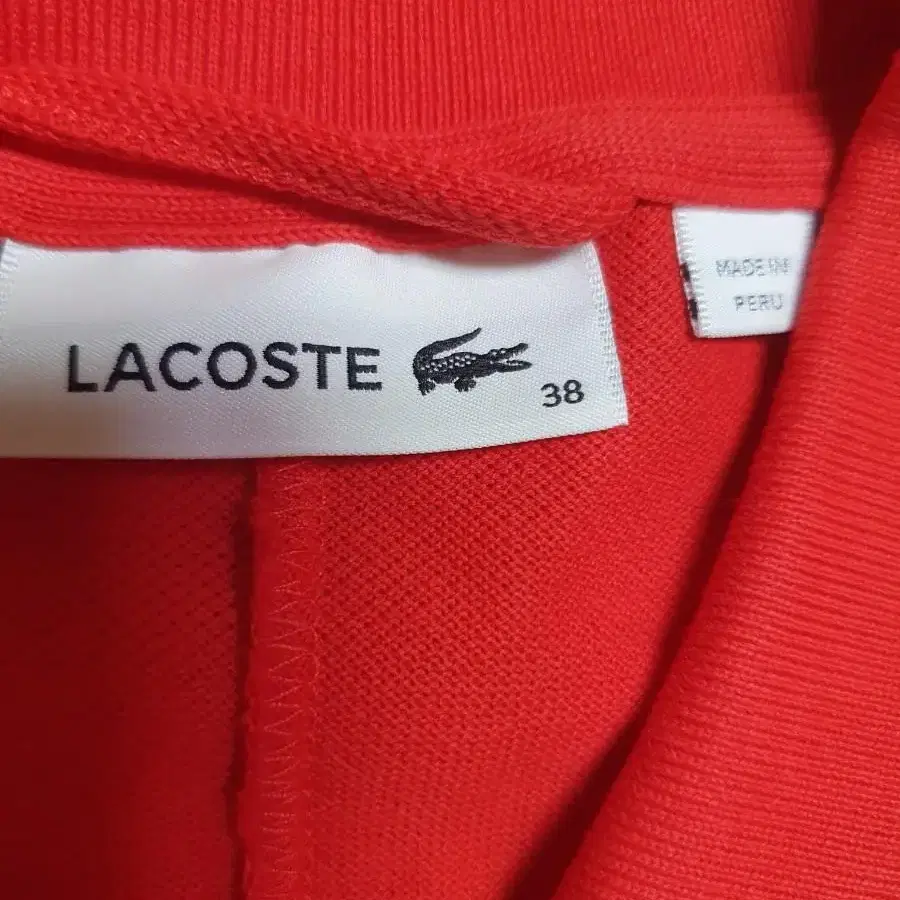 LACOSTE
38
MADE IN
PERU